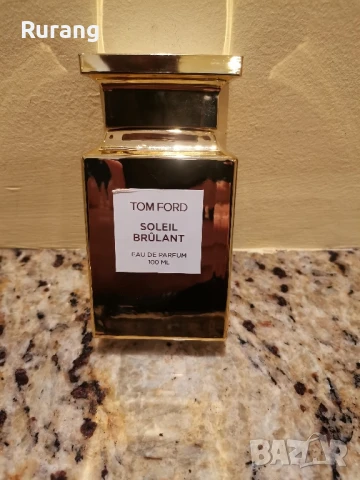 Rurang
TOM FORD
SOLEIL
BRÛLANT
EAU DE PARFUM
100 ML
BAZAR